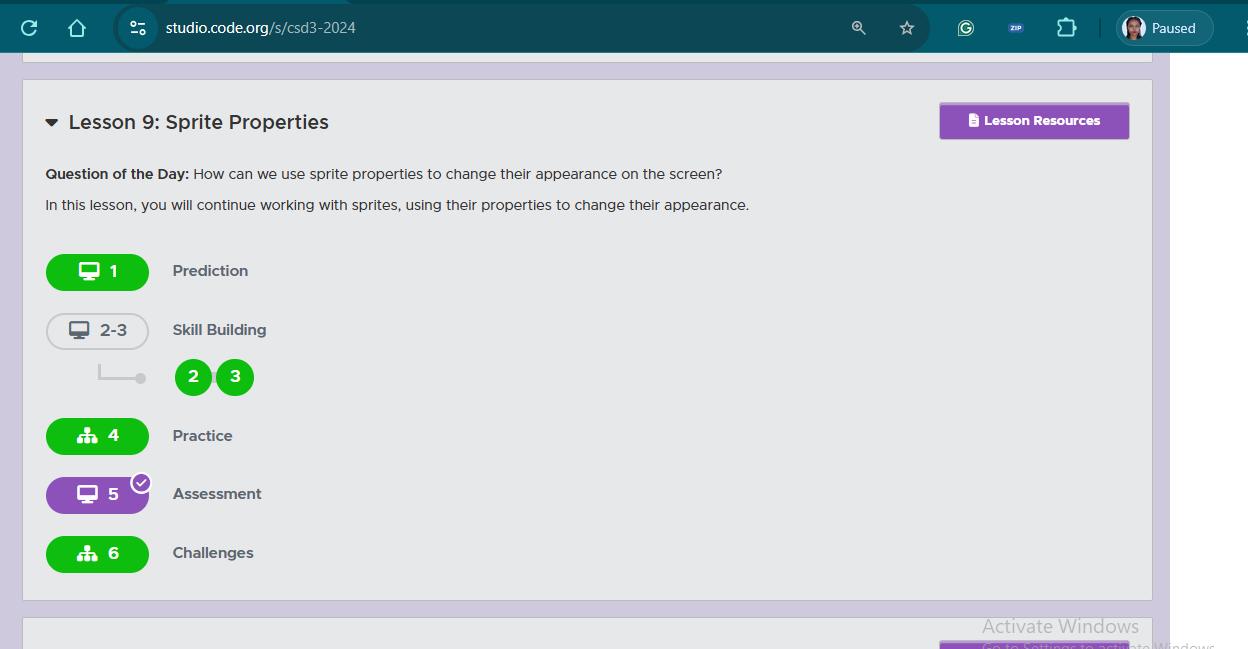 studio.code.org/s/csd3-2024
ZIP
Paused
Lesson 9: Sprite Properties
Lesson Resources
Question of the Day: How can we use sprite properties to change their appearance on the screen?
In this lesson, you will continue working with sprites, using their properties to change their appearance.
1 Prediction
2-3 Skill Building
2 3
4 Practice
5 Assessment
6 Challenges
Activate Windows
Go to Settings to activate Windows.